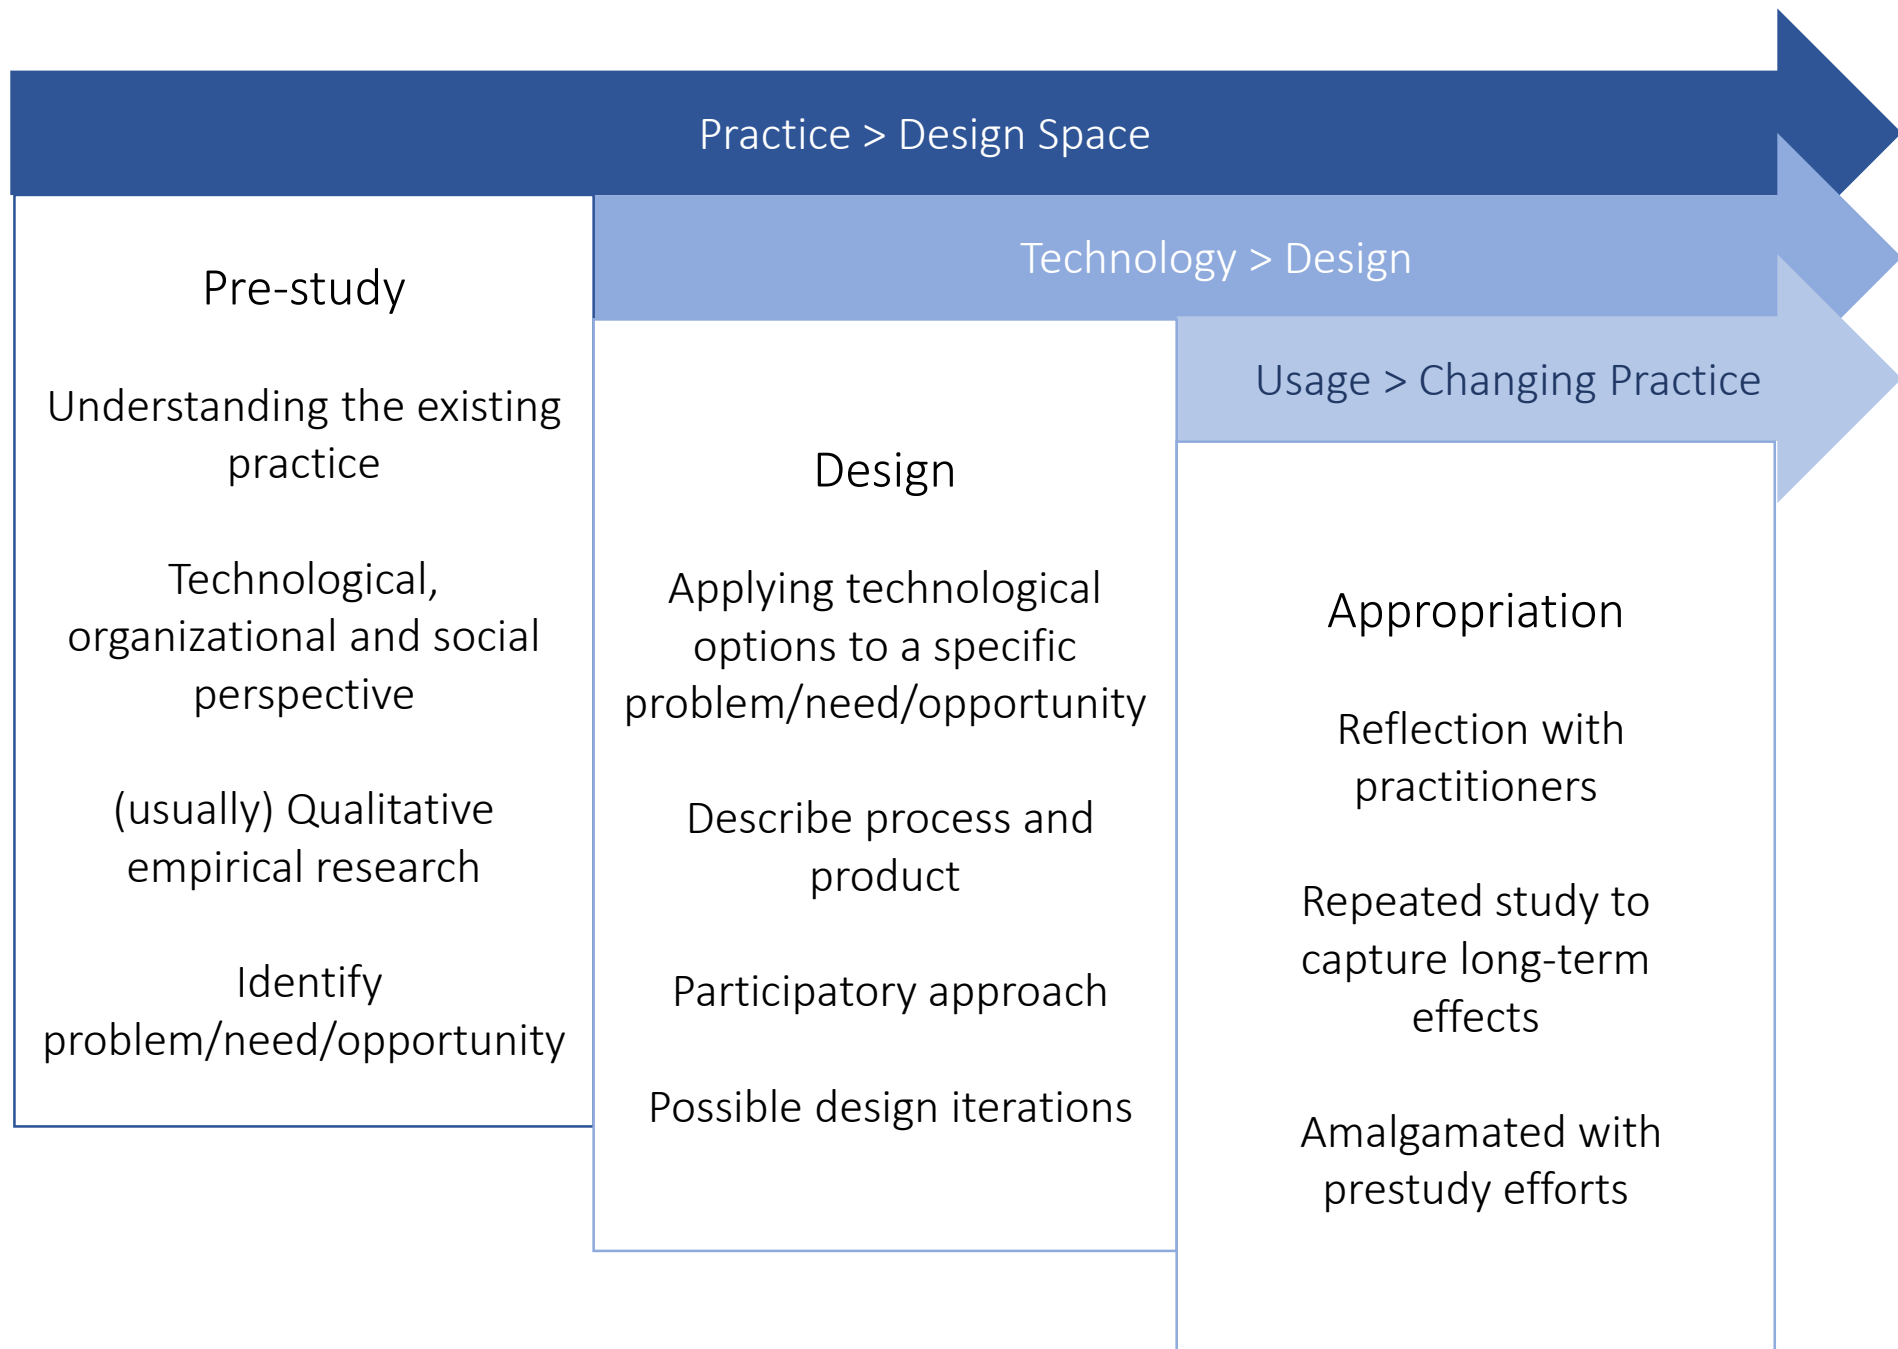 Practice > Design Space
Technology > Design
Usage > Changing Practice
Pre-study
Understanding the existing
practice
Technological,
organizational and social
perspective
(usually) Qualitative
empirical research
Identify
problem/need/opportunity
Design
Applying technological
options to a specific
problem/need/opportunity
Describe process and
product
Participatory approach
Possible design iterations
Appropriation
Reflection with
practitioners
Repeated study to
capture long-term
effects
Amalgamated with
prestudy efforts